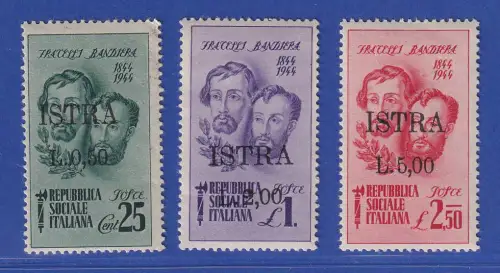 FRATELLI BANDIERA
1844
1944
ISTRA
L. 0,50
REPUBBLICA
SOCIALE
ITALIANA
Cent 25
FRATELLI BANDIERA
1844
1944
ISTRA
L. 2,00
REPUBBLICA
SOCIALE
ITALIANA
£1.
FRATELLI BANDIERA
1844
1944
ISTRA
L. 5,00
REPUBBLICA
SOCIALE
ITALIANA
£ 2,50